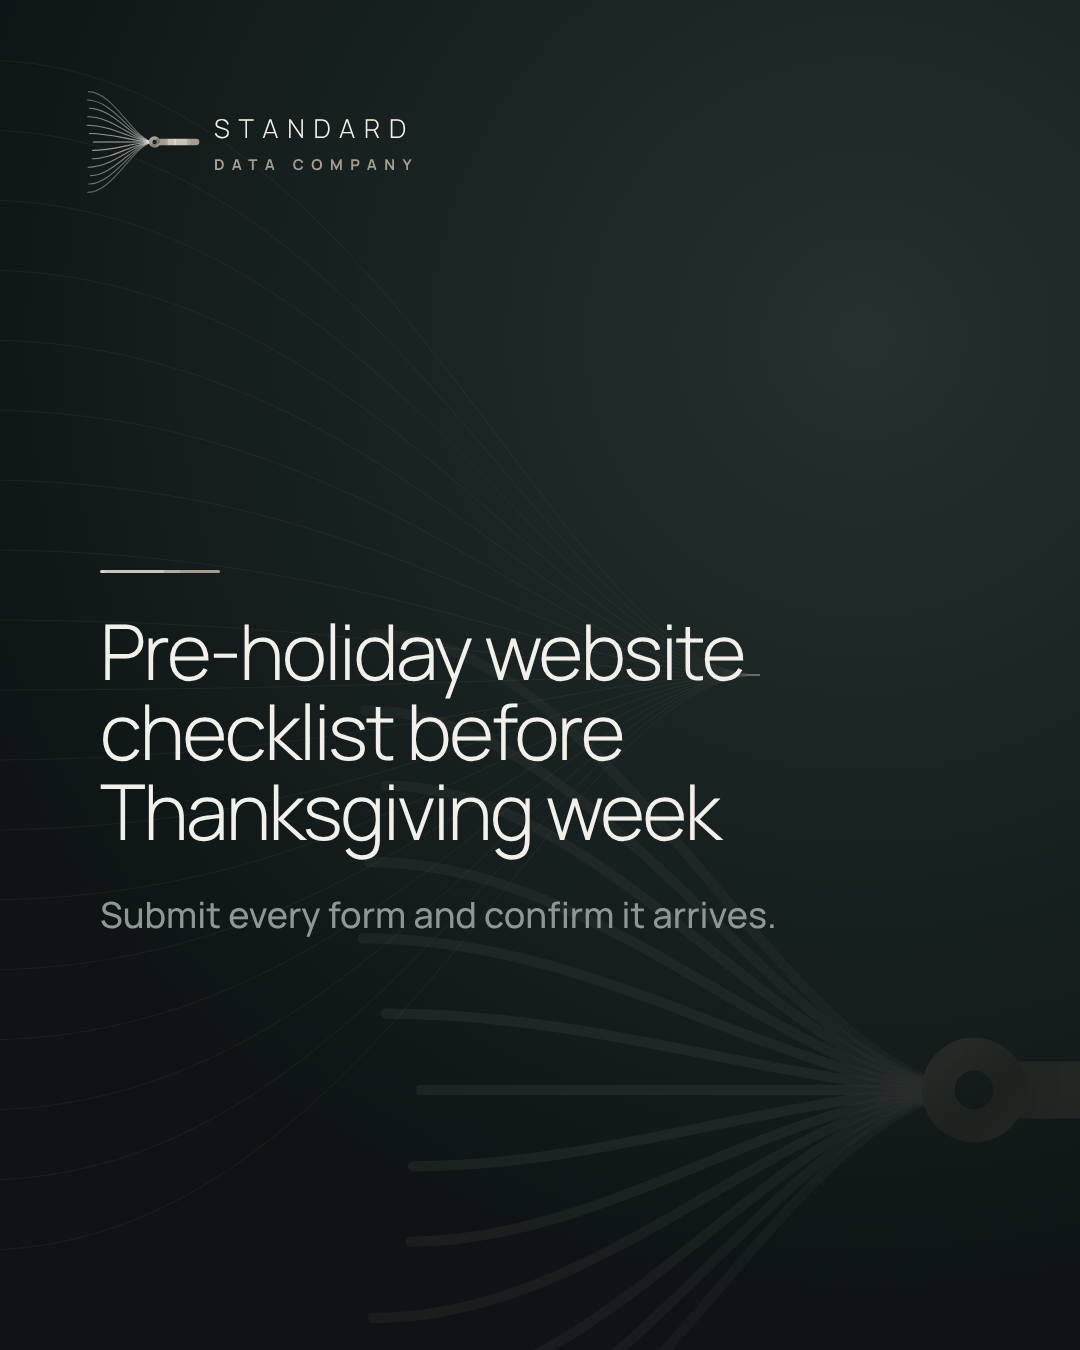 STANDARD
DATA COMPANY
Pre-holiday website
checklist before
Thanksgiving week
Submit every form and confirm it arrives.